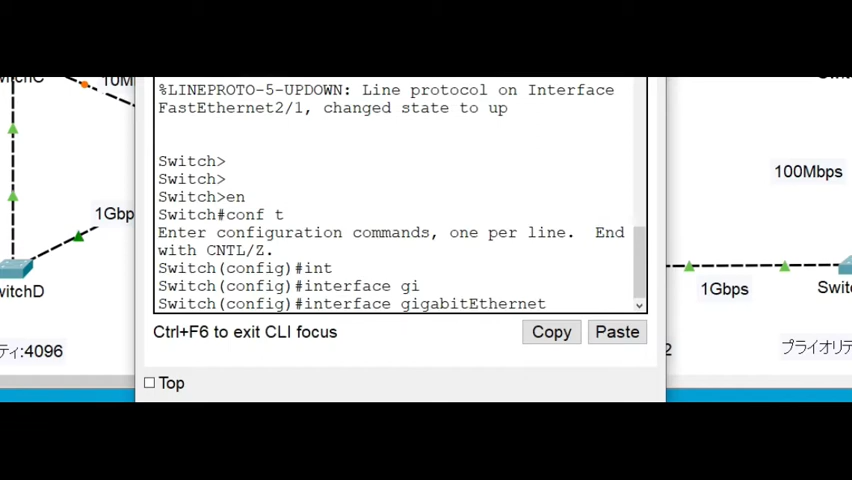 10M
%LINEPROTO-5-UPDOWN: Line protocol on Interface
FastEthernet2/1, changed state to up
Switch>
Switch>
Switch>en
Switch#conf t
Enter configuration commands, one per line.  End
with CNTL/Z.
Switch(config)#int
Switch(config)#interface gi
Switch(config)#interface gigabitEthernet
Ctrl+F6 to exit CLI focus
Copy
Paste
Top
1Gbp
witchD
ティ:4096
100Mbps
1Gbps
Swit
2
プライオリテ